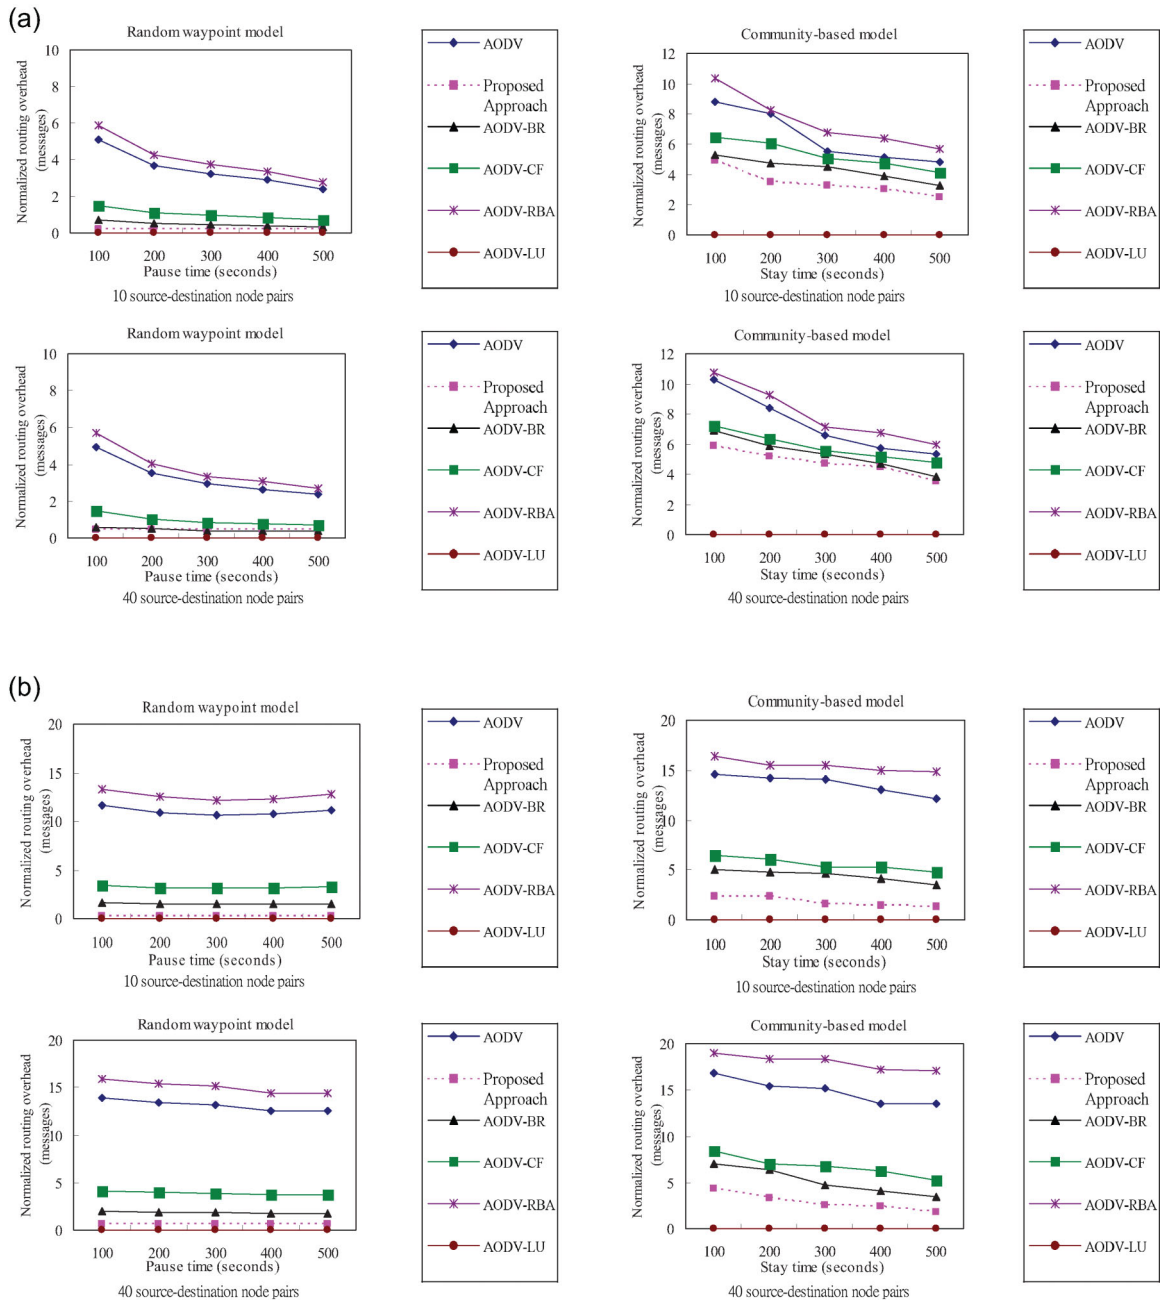 (a)
Random waypoint model
Normalized routing overhead
(messages)
10
8
6
4
2
0
100 200 300 400 500
Pause time (seconds)
10 source-destination node pairs
AODV
Proposed
Approach
AODV-BR
AODV-CF
AODV-RBA
AODV-LU
Community-based model
Normalized routing overhead
(messages)
12
10
8
6
4
2
0
100 200 300 400 500
Stay time (seconds)
10 source-destination node pairs
AODV
Proposed
Approach
AODV-BR
AODV-CF
AODV-RBA
AODV-LU
Random waypoint model
Normalized routing overhead
(messages)
10
8
6
4
2
0
100 200 300 400 500
Pause time (seconds)
40 source-destination node pairs
AODV
Proposed
Approach
AODV-BR
AODV-CF
AODV-RBA
AODV-LU
Community-based model
Normalized routing overhead
(messages)
12
10
8
6
4
2
0
100 200 300 400 500
Stay time (seconds)
40 source-destination node pairs
AODV
Proposed
Approach
AODV-BR
AODV-CF
AODV-RBA
AODV-LU
(b)
Random waypoint model
Normalized routing overhead
(messages)
20
15
10
5
0
100 200 300 400 500
Pause time (seconds)
10 source-destination node pairs
AODV
Proposed
Approach
AODV-BR
AODV-CF
AODV-RBA
AODV-LU
Community-based model
Normalized routing overhead
(messages)
20
15
10
5
0
100 200 300 400 500
Stay time (seconds)
10 source-destination node pairs
AODV
Proposed
Approach
AODV-BR
AODV-CF
AODV-RBA
AODV-LU
Random waypoint model
Normalized routing overhead
(messages)
20
15
10
5
0
100 200 300 400 500
Pause time (seconds)
40 source-destination node pairs
AODV
Proposed
Approach
AODV-BR
AODV-CF
AODV-RBA
AODV-LU
Community-based model
Normalized routing overhead
(messages)
20
15
10
5
0
100 200 300 400 500
Stay time (seconds)
40 source-destination node pairs
AODV
Proposed
Approach
AODV-BR
AODV-CF
AODV-RBA
AODV-LU